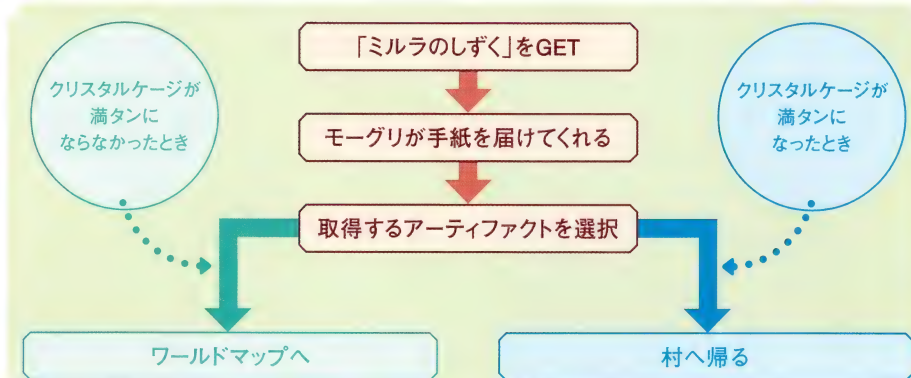 「ミルラのしずく」をGET
クリスタルケージが
満タンに
ならなかったとき
クリスタルケージが
満タンに
なったとき
モーグリが手紙を届けてくれる
取得するアーティファクトを選択
ワールドマップへ
村へ帰る